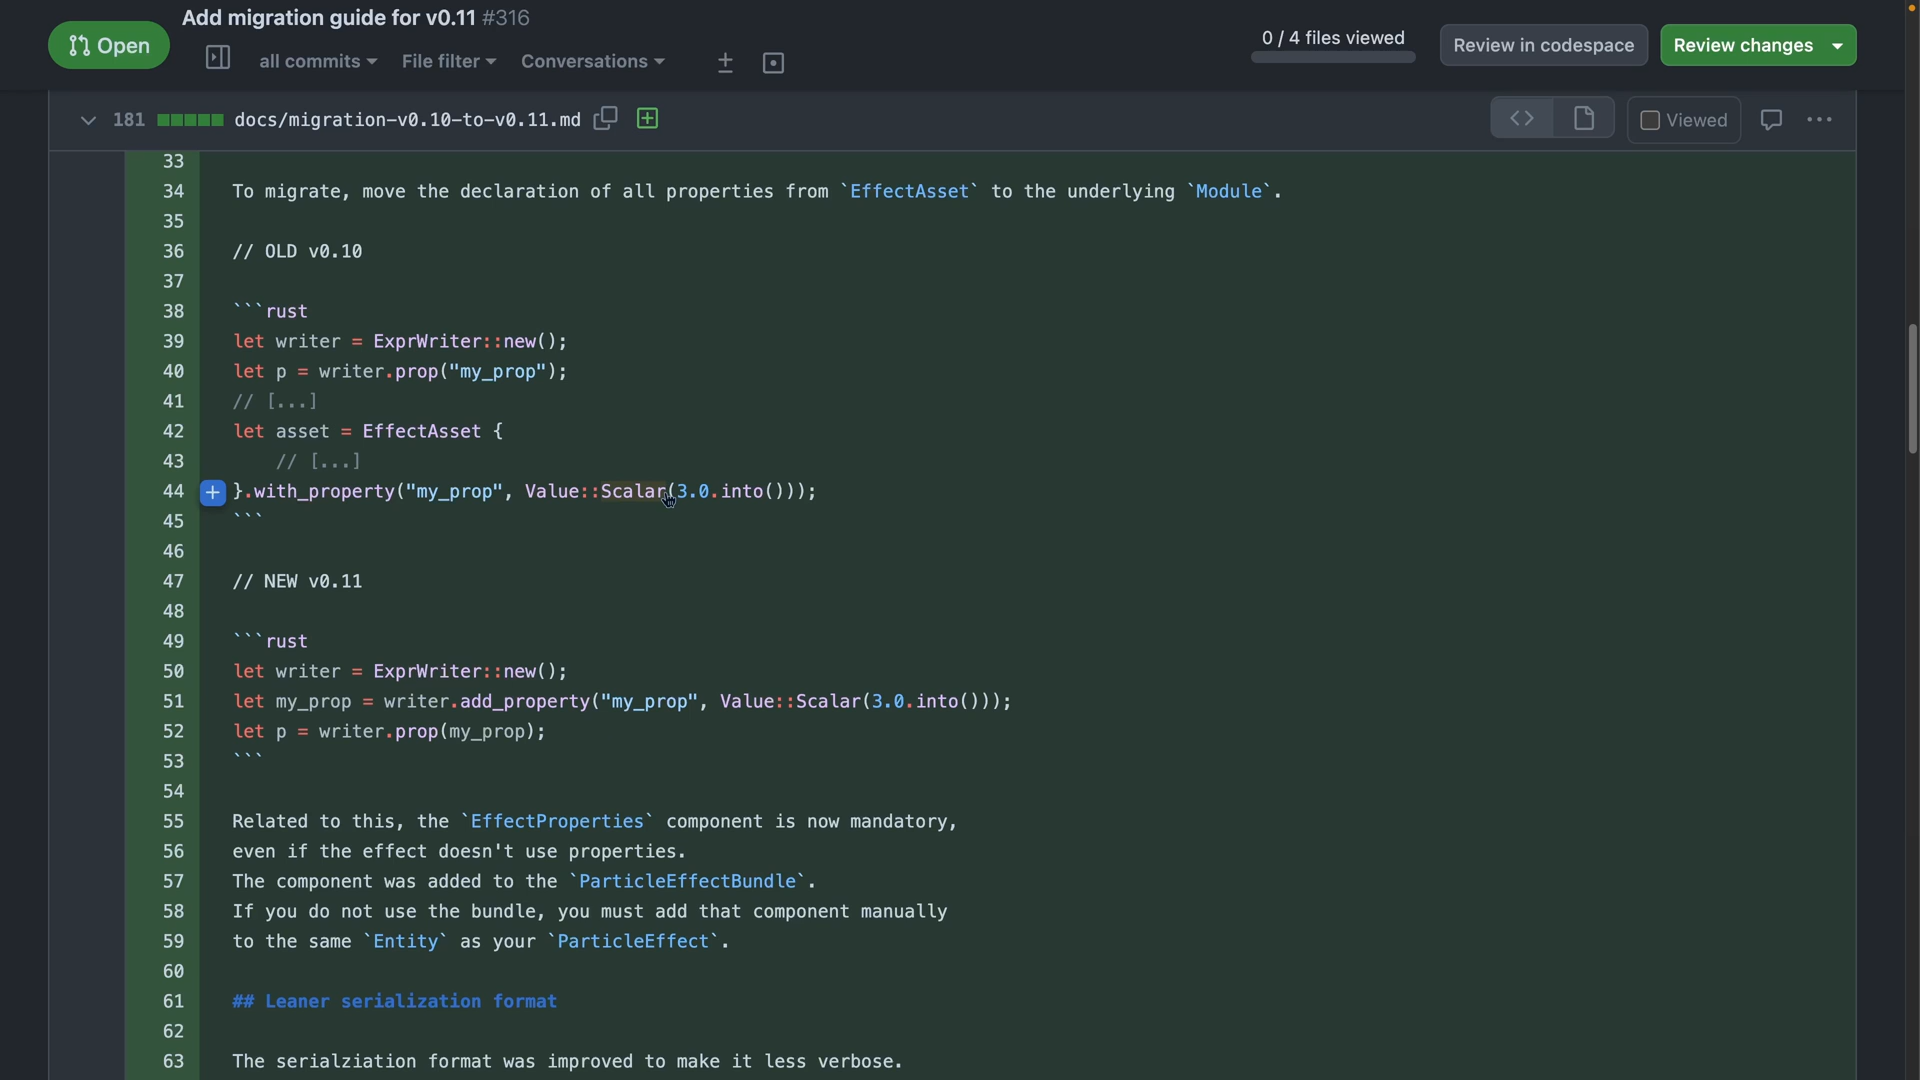 Add migration guide for v0.11 #316
Open
all commits
File filter
Conversations
0 / 4 files viewed
Review in codespace
Review changes
181
docs/migration-v0.10-to-v0.11.md
Viewed
33
34 To migrate, move the declaration of all properties from `EffectAsset` to the underlying `Module`.
35
36 // OLD v0.10
37
38 ```rust
39 let writer = ExprWriter::new();
40 let p = writer.prop("my_prop");
41 // [...]
42 let asset = EffectAsset {
43     // [...]
44 }.with_property("my_prop", Value::Scalar(3.0.into()));
45 ```
46
47 // NEW v0.11
48
49 ```rust
50 let writer = ExprWriter::new();
51 let my_prop = writer.add_property("my_prop", Value::Scalar(3.0.into()));
52 let p = writer.prop(my_prop);
53 ```
54
55 Related to this, the `EffectProperties` component is now mandatory,
56 even if the effect doesn't use properties.
57 The component was added to the `ParticleEffectBundle`.
58 If you do not use the bundle, you must add that component manually
59 to the same `Entity` as your `ParticleEffect`.
60
61 ## Leaner serialization format
62
63 The serialziation format was improved to make it less verbose.